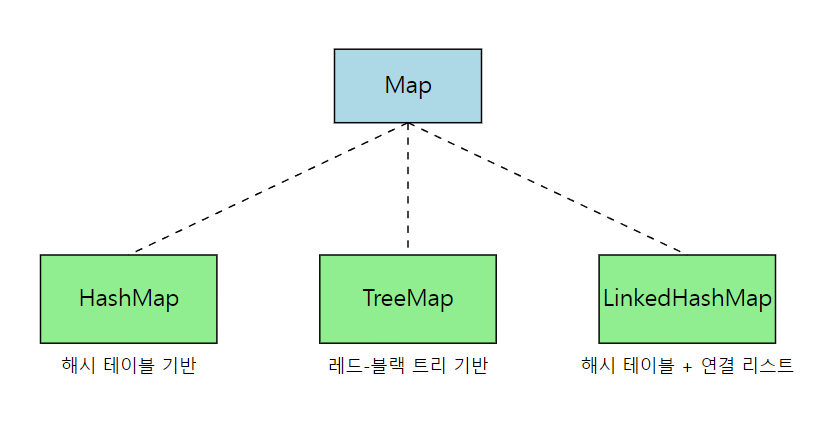 Map
HashMap
TreeMap
LinkedHashMap
해시 테이블 기반
레드-블랙 트리 기반
해시 테이블 + 연결 리스트